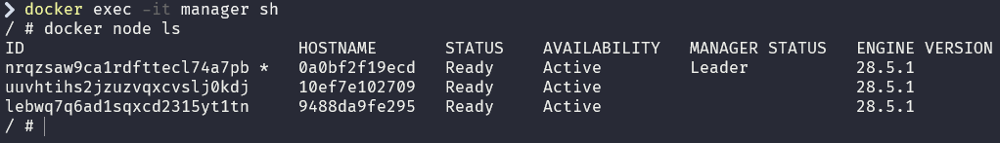 ❯ docker exec -it manager sh
/ # docker node ls
ID                            HOSTNAME       STATUS    AVAILABILITY   MANAGER STATUS   ENGINE VERSION
nrqzsaw9ca1rdfttecl74a7pb *   0a0bf2f19ecd   Ready     Active         Leader           28.5.1
uuvhtihs2jzuzvqxcvslj0kdj     10ef7e102709   Ready     Active                          28.5.1
lebwq7q6ad1sqxcd2315yt1tn     9488da9fe295   Ready     Active                          28.5.1
/ #